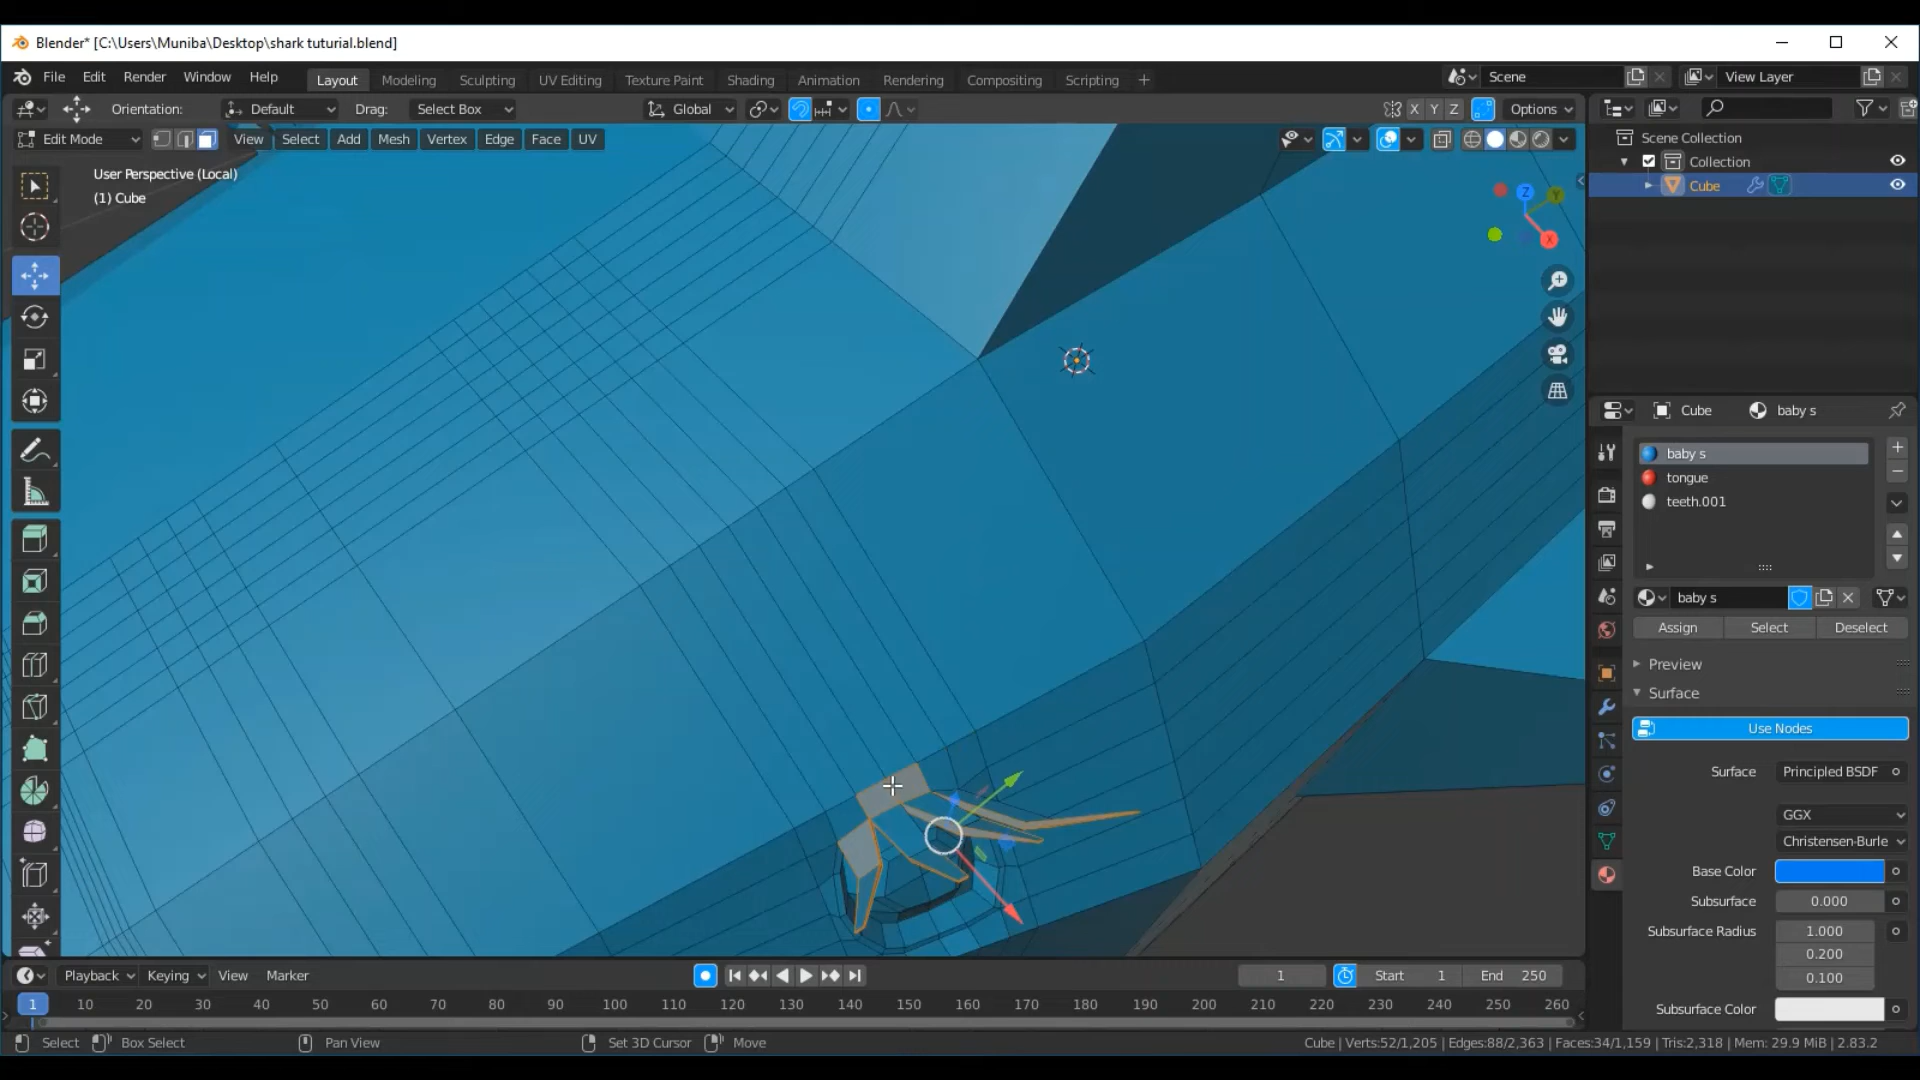 Blender* [C:\Users\Muniba\Desktop\shark tuturial.blend]
File Edit Render Window Help Layout Modeling Sculpting UV Editing Texture Paint Shading Animation Rendering Compositing Scripting + Scene View Layer
Orientation: Default Drag: Select Box Global X Y Z Options
Edit Mode View Select Add Mesh Vertex Edge Face UV
Scene Collection
Collection
Cube
User Perspective (Local)
(1) Cube
Z
Y
X
Cube baby s
baby s
tongue
teeth.001
baby s
Assign Select Deselect
Preview
Surface
Use Nodes
Surface Principled BSDF
GGX
Christensen-Burle
Base Color
Subsurface 0.000
Subsurface Radius 1.000
0.200
0.100
Subsurface Color
Playback Keying View Marker 1 Start 1 End 250
1 10 20 30 40 50 60 70 80 90 100 110 120 130 140 150 160 170 180 190 200 210 220 230 240 250 260
Select Box Select Pan View Set 3D Cursor Move Cube | Verts:52/1,205 | Edges:88/2,363 | Faces:34/1,159 | Tris:2,318 | Mem: 29.9 MiB | 2.83.2